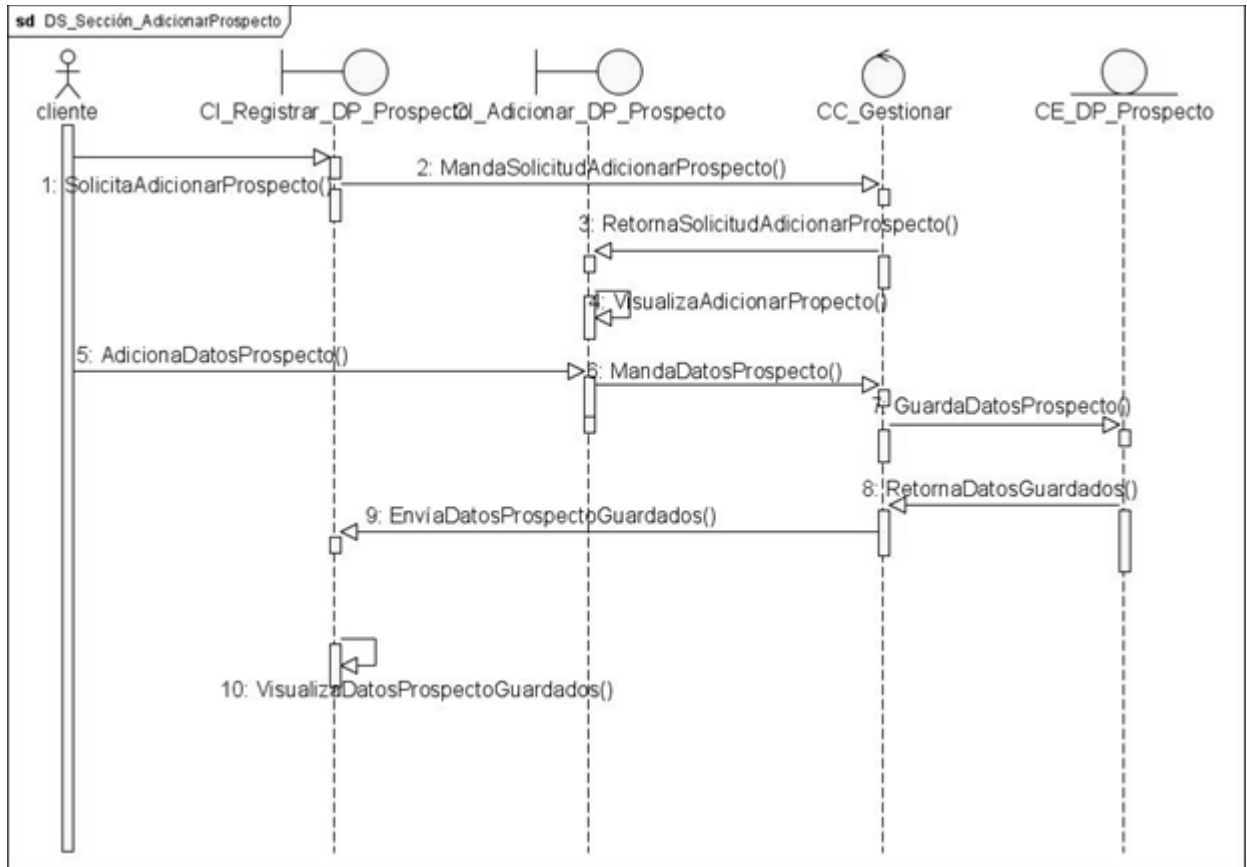 sd DS_Sección_AdicionarProspecto
cliente
CI_Registrar_DP_Prospecto
CI_Adicionar_DP_Prospecto
CC_Gestionar
CE_DP_Prospecto
1: SolicitaAdicionarProspecto()
2: MandaSolicitudAdicionarProspecto()
3: RetornaSolicitudAdicionarProspecto()
4: VisualizaAdicionarPropecto()
5: AdicionaDatosProspecto()
6: MandaDatosProspecto()
7: GuardaDatosProspecto()
8: RetornaDatosGuardados()
9: EnvíaDatosProspectoGuardados()
10: VisualizaDatosProspectoGuardados()